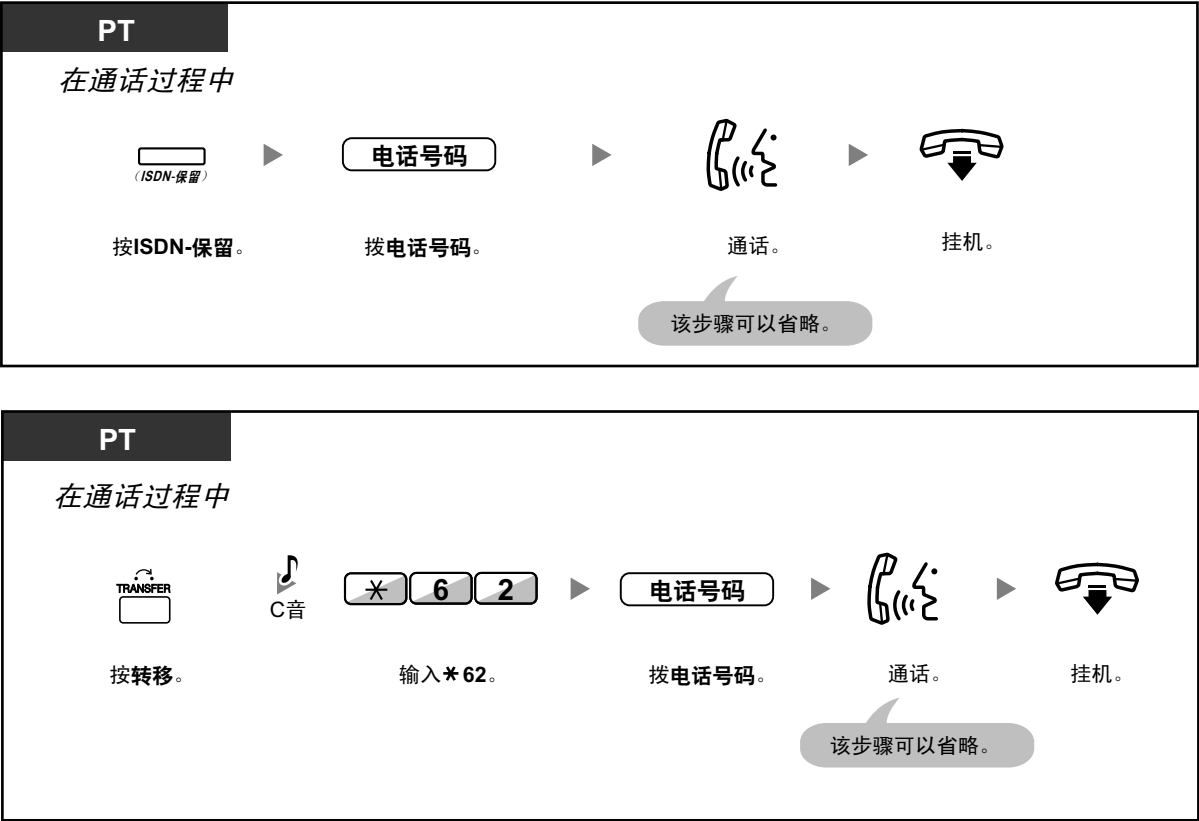 PT
在通话过程中
电话号码
（ISDN-保留）
按ISDN-保留。 拨电话号码。 通话。 挂机。
该步骤可以省略。
PT
在通话过程中
TRANSFER
C音
* 6 2
电话号码
按转移。 输入*62。 拨电话号码。 通话。 挂机。
该步骤可以省略。